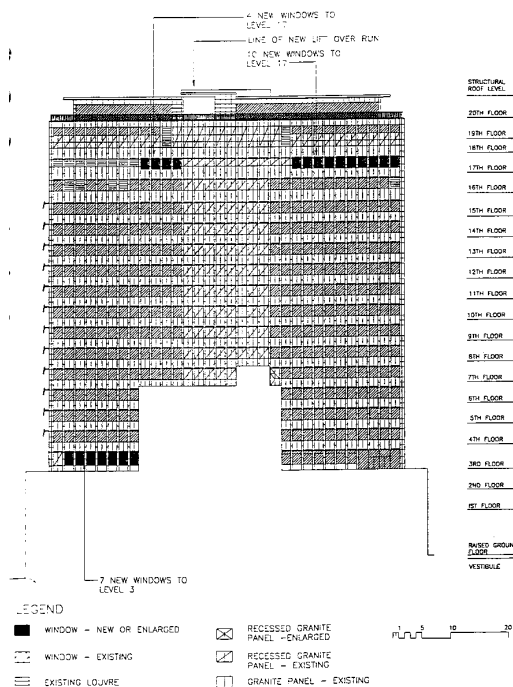 4 NEW WINDOWS TO
LEVEL 17
LINE OF NEW LIFT OVER RUN
10 NEW WINDOWS TO
LEVEL 17
STRUCTURAL
ROOF LEVEL
20TH FLOOR
19TH FLOOR
18TH FLOOR
17TH FLOOR
16TH FLOOR
15TH FLOOR
14TH FLOOR
13TH FLOOR
12TH FLOOR
11TH FLOOR
10TH FLOOR
9TH FLOOR
8TH FLOOR
7TH FLOOR
6TH FLOOR
5TH FLOOR
4TH FLOOR
3RD FLOOR
2ND FLOOR
1ST FLOOR
RAISED GROUN
FLOOR
VESTIBULE
7 NEW WINDOWS TO
LEVEL 3
LEGEND
WINDOW - NEW OR ENLARGED
WINDOW - EXISTING
EXISTING LOUVRE
RECESSED GRANITE
PANEL -ENLARGED
RECESSED GRANITE
PANEL - EXISTING
GRANITE PANEL - EXISTING
1 5 10 20